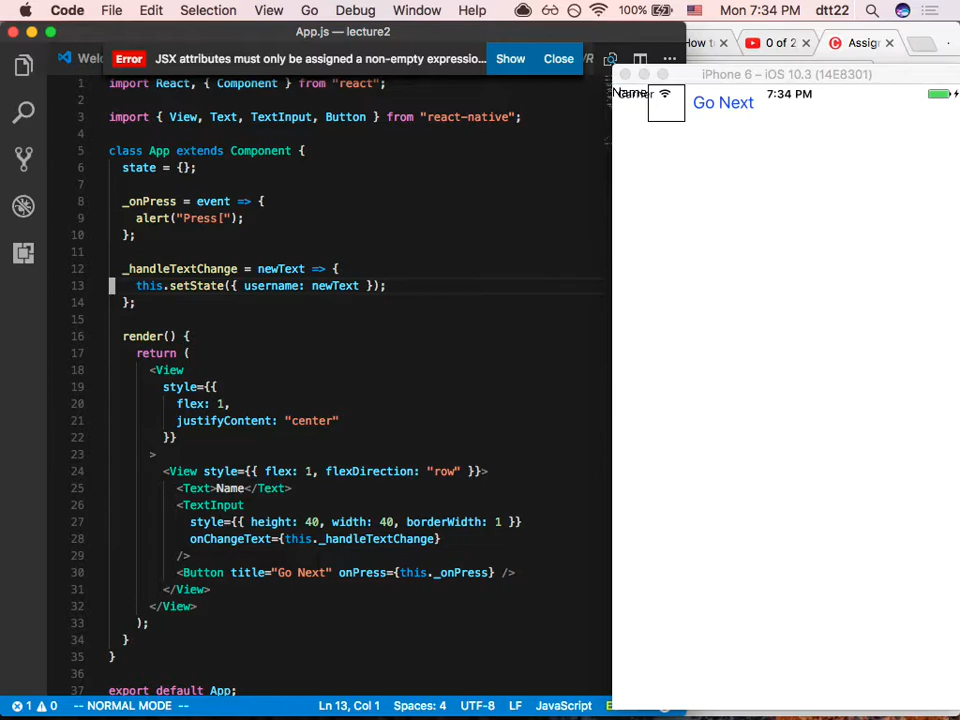 Code File Edit Selection View Go Debug Window Help 100% Mon 7:34 PM dtt22
App.js — lecture2
Welc
Error JSX attributes must only be assigned a non-empty expressio... Show Close
How to 0 of 2 Assign
iPhone 6 – iOS 10.3 (14E8301)
Name Carrier 7:34 PM
Go Next
1 import React, { Component } from "react";
2
3 import { View, Text, TextInput, Button } from "react-native";
4
5 class App extends Component {
6 state = {};
7
8 _onPress = event => {
9 alert("Press[");
10 };
11
12 _handleTextChange = newText => {
13 this.setState({ username: newText });
14 };
15
16 render() {
17 return (
18 <View
19 style={{
20 flex: 1,
21 justifyContent: "center"
22 }}
23 >
24 <View style={{ flex: 1, flexDirection: "row" }}>
25 <Text>Name</Text>
26 <TextInput
27 style={{ height: 40, width: 40, borderWidth: 1 }}
28 onChangeText={this._handleTextChange}
29 />
30 <Button title="Go Next" onPress={this._onPress} />
31 </View>
32 </View>
33 );
34 }
35 }
36
37 export default App;
1 0 -- NORMAL MODE -- Ln 13, Col 1 Spaces: 4 UTF-8 LF JavaScript